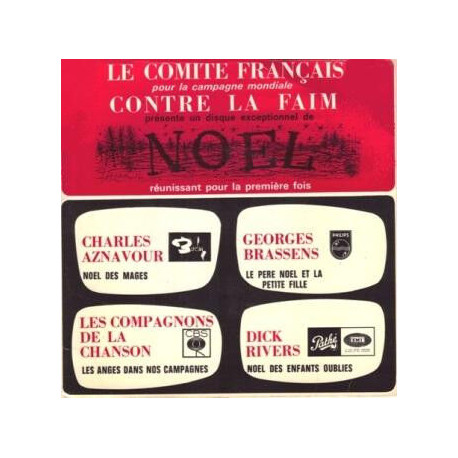 LE COMITE FRANÇAIS
pour la campagne mondiale
CONTRE LA FAIM
présente un disque exceptionnel de
NOEL
réunissant pour la première fois
CHARLES
AZNAVOUR
NOEL DES MAGES
GEORGES
BRASSENS
PHILIPS
LE PERE NOEL ET LA
PETITE FILLE
LES COMPAGNONS
DE LA
CHANSON
CBS
LES ANGES DANS NOS CAMPAGNES
DICK
RIVERS
Pathé
EMI
NOEL DES ENFANTS OUBLIES